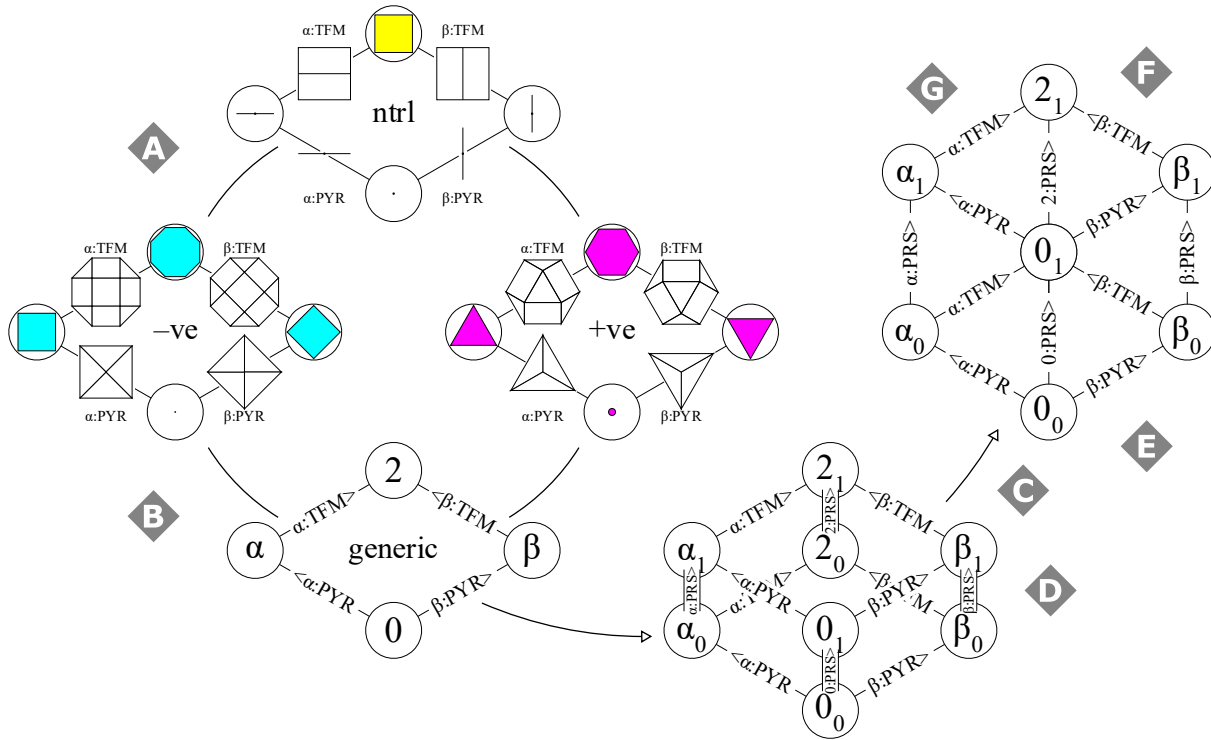 α:TFM
β:TFM
ntrl
α:PYR
β:PYR
A
α:TFM
β:TFM
–ve
α:PYR
β:PYR
α:TFM
β:TFM
+ve
α:PYR
β:PYR
B
2
<α:TFM>
<β:TFM
α
generic
β
<α:PYR
β:PYR>
0
C
2₁
α:TFM>
2:PRS>
<β:TFM
α₁
2₀
β₁
D
α:PRS>
<α:PYR
β:PYR>
β:PRS>
<β:TFM
α₀
0₁
β₀
<α:PYR
0:PRS>
β:PYR>
0₀
G
F
2₁
α:TFM>
<β:TFM
2:PRS>
α₁
β₁
<α:PYR
β:PYR>
α:PRS>
0₁
β:PRS>
α:TFM>
<β:TFM
α₀
β₀
0:PRS>
<α:PYR
β:PYR>
0₀
E